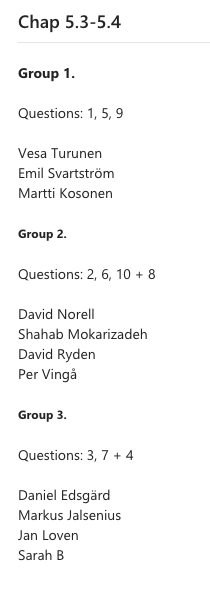 Chap 5.3-5.4
Group 1.
Questions: 1, 5, 9
Vesa Turunen
Emil Svartström
Martti Kosonen
Group 2.
Questions: 2, 6, 10 + 8
David Norell
Shahab Mokarizadeh
David Ryden
Per Vingå
Group 3.
Questions: 3, 7 + 4
Daniel Edsgärd
Markus Jalsenius
Jan Loven
Sarah B